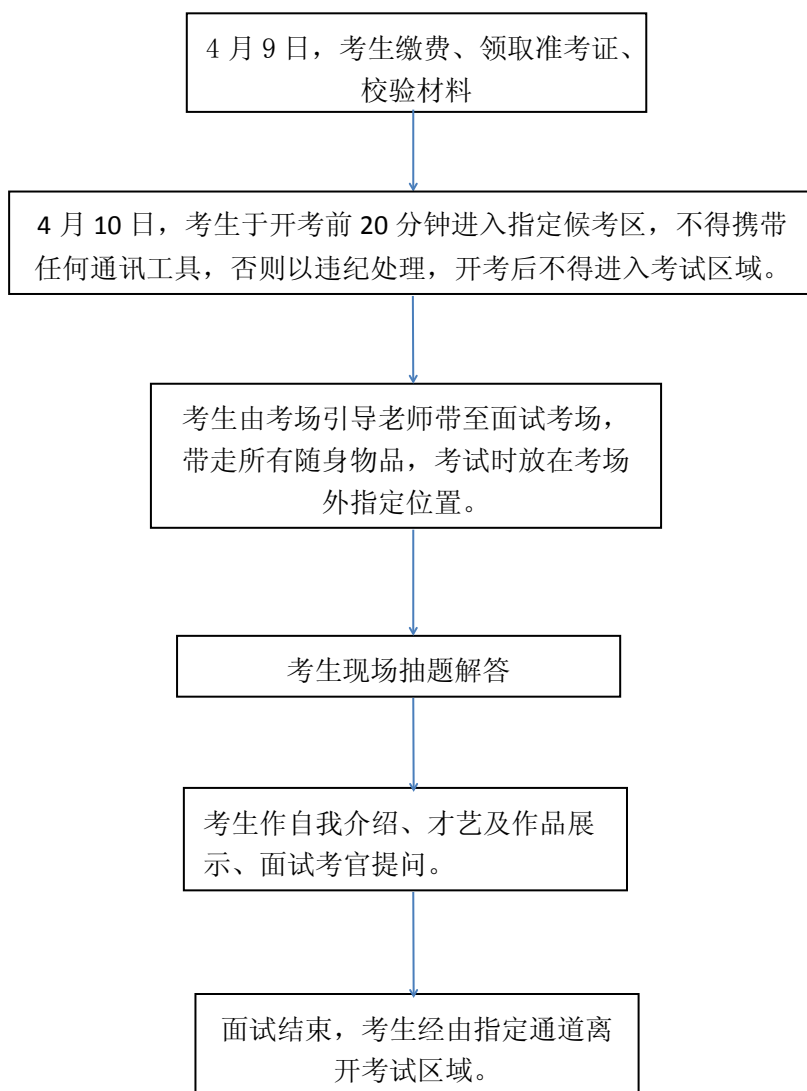 4 月 9 日，考生缴费、领取准考证、
校验材料
4 月 10 日，考生于开考前 20 分钟进入指定候考区，不得携带
任何通讯工具，否则以违纪处理，开考后不得进入考试区域。
考生由考场引导老师带至面试考场，
带走所有随身物品，考试时放在考场
外指定位置。
考生现场抽题解答
考生作自我介绍、才艺及作品展
示、面试考官提问。
面试结束，考生经由指定通道离
开考试区域。